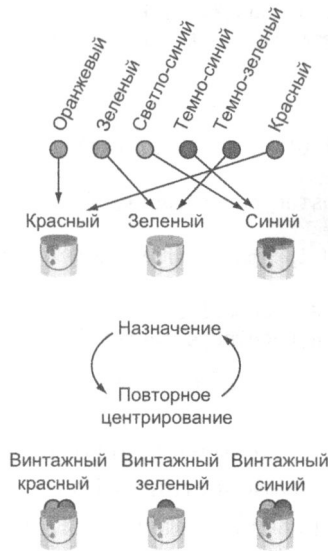 Оранжевый
Зеленый
Светло-синий
Темно-синий
Темно-зеленый
Красный
Красный Зеленый Синий
Назначение
Повторное
центрирование
Винтажный Винтажный Винтажный
красный зеленый синий